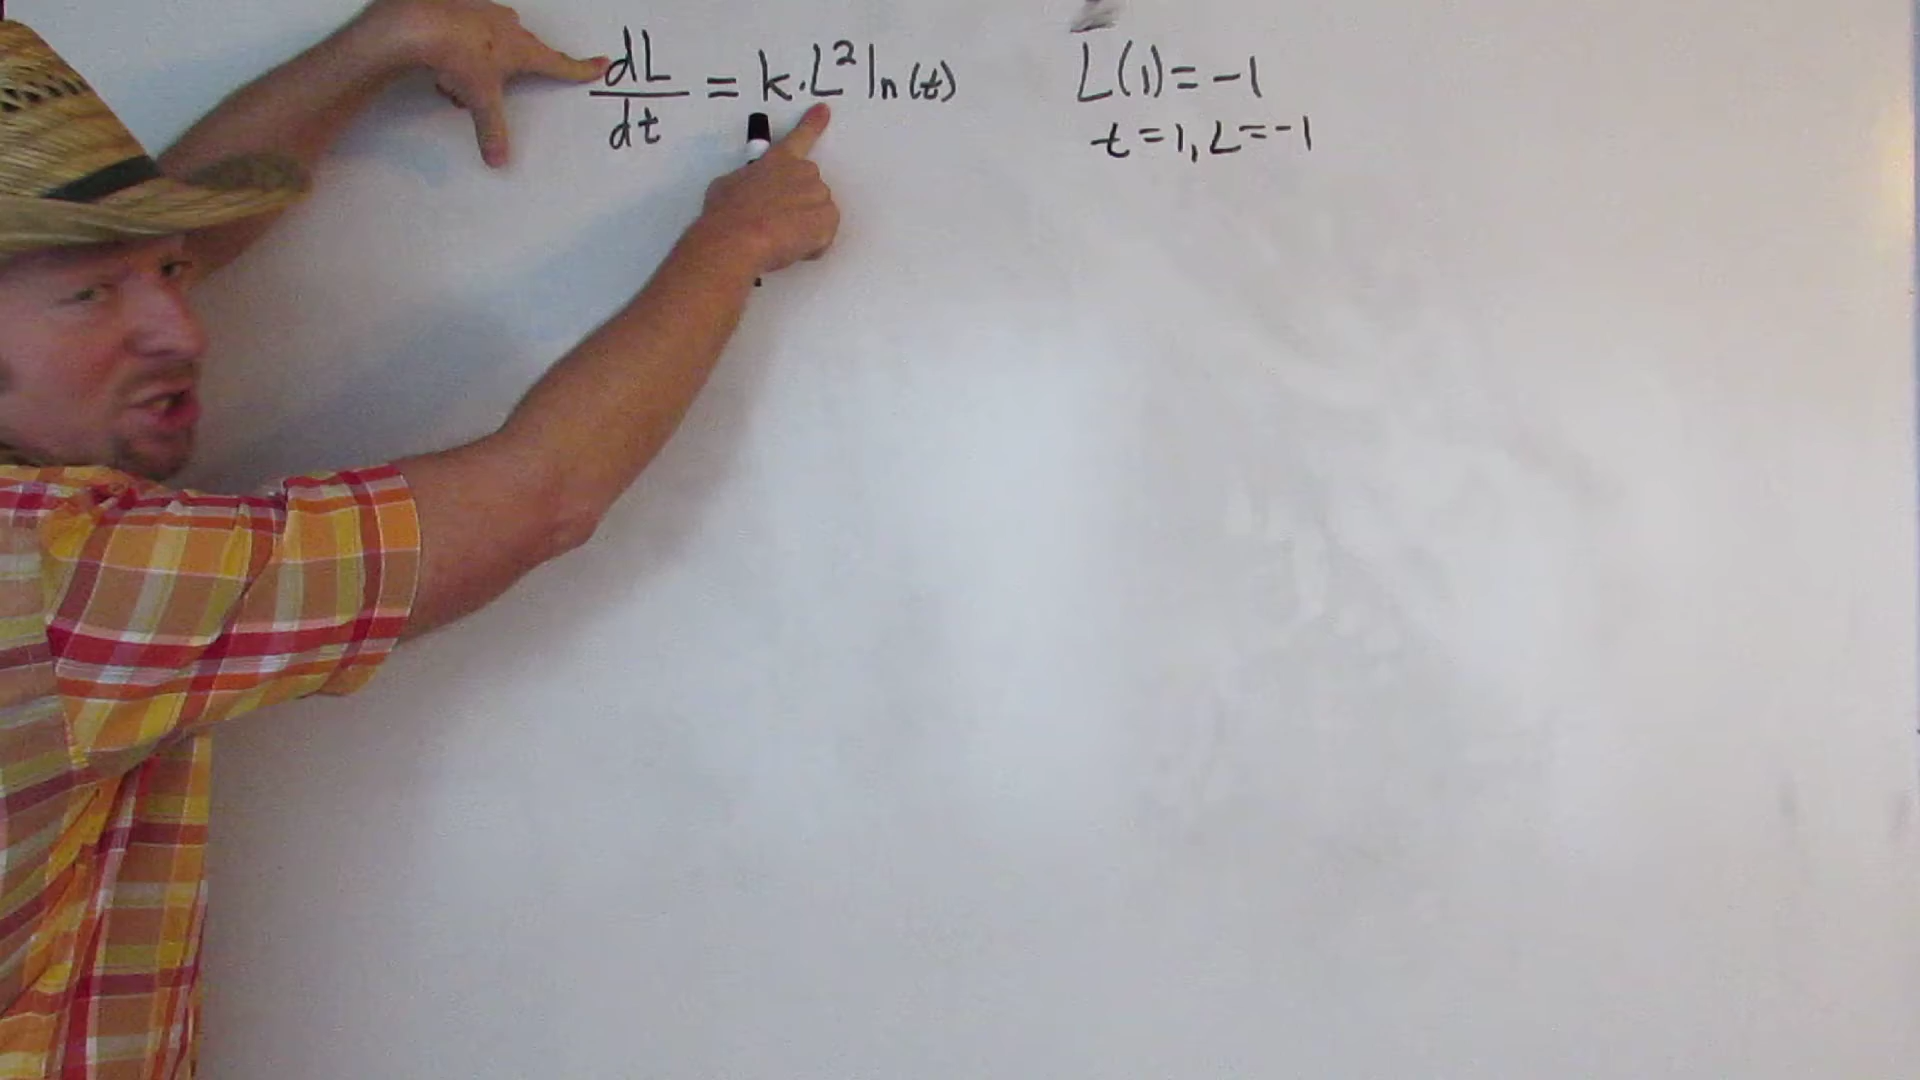 dL/dt = k·L² ln(t)
L(1) = -1
t=1, L=-1